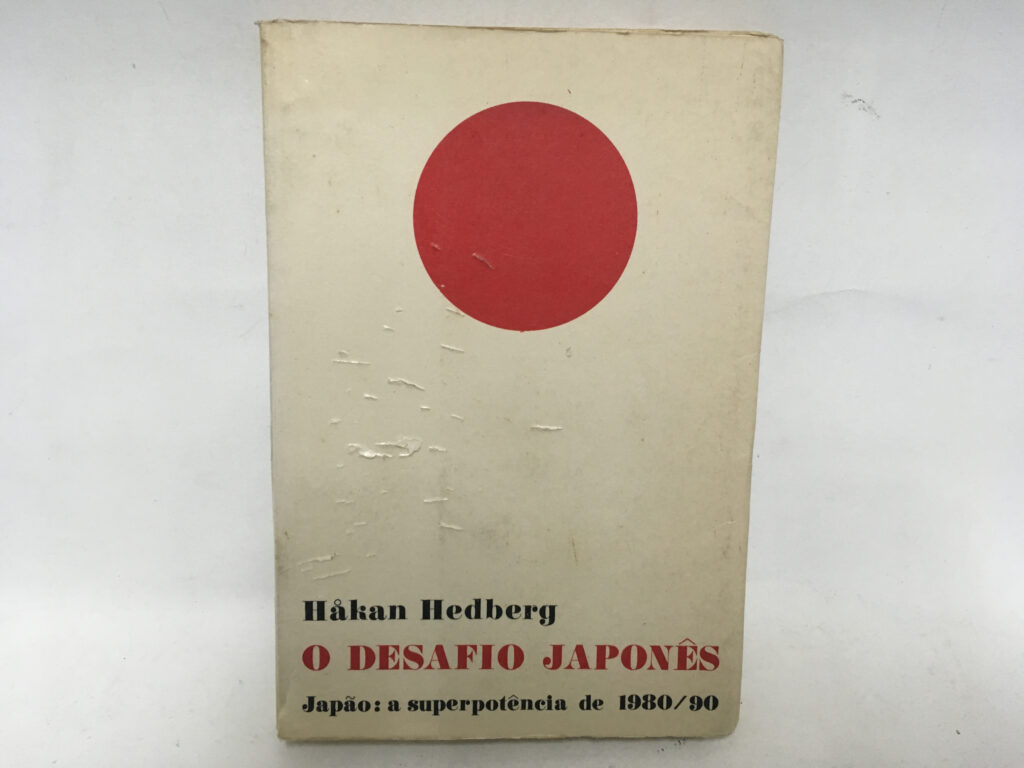 Håkan Hedberg
O DESAFIO JAPONÊS
Japão: a superpotência de 1980/90